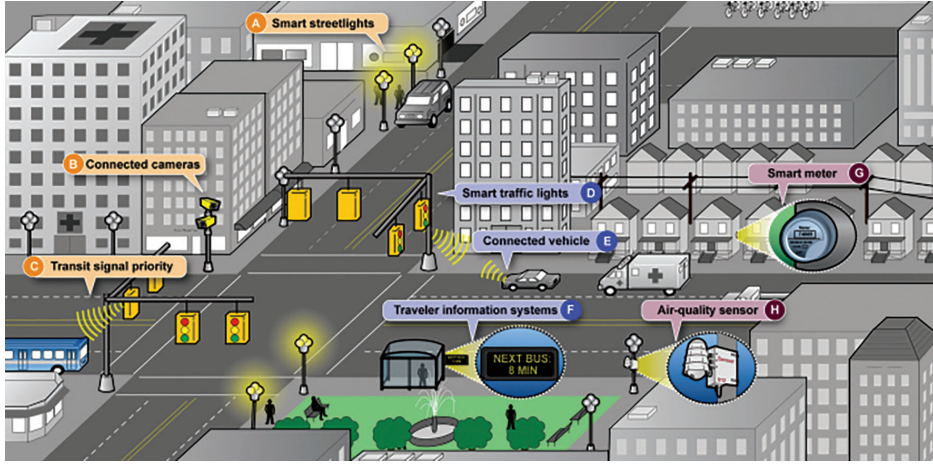 A Smart streetlights
B Connected cameras
Smart meter G
Smart traffic lights D
Connected vehicle E
C Transit signal priority
Traveler information systems F
Air-quality sensor H
NEXT BUS:
8 MIN